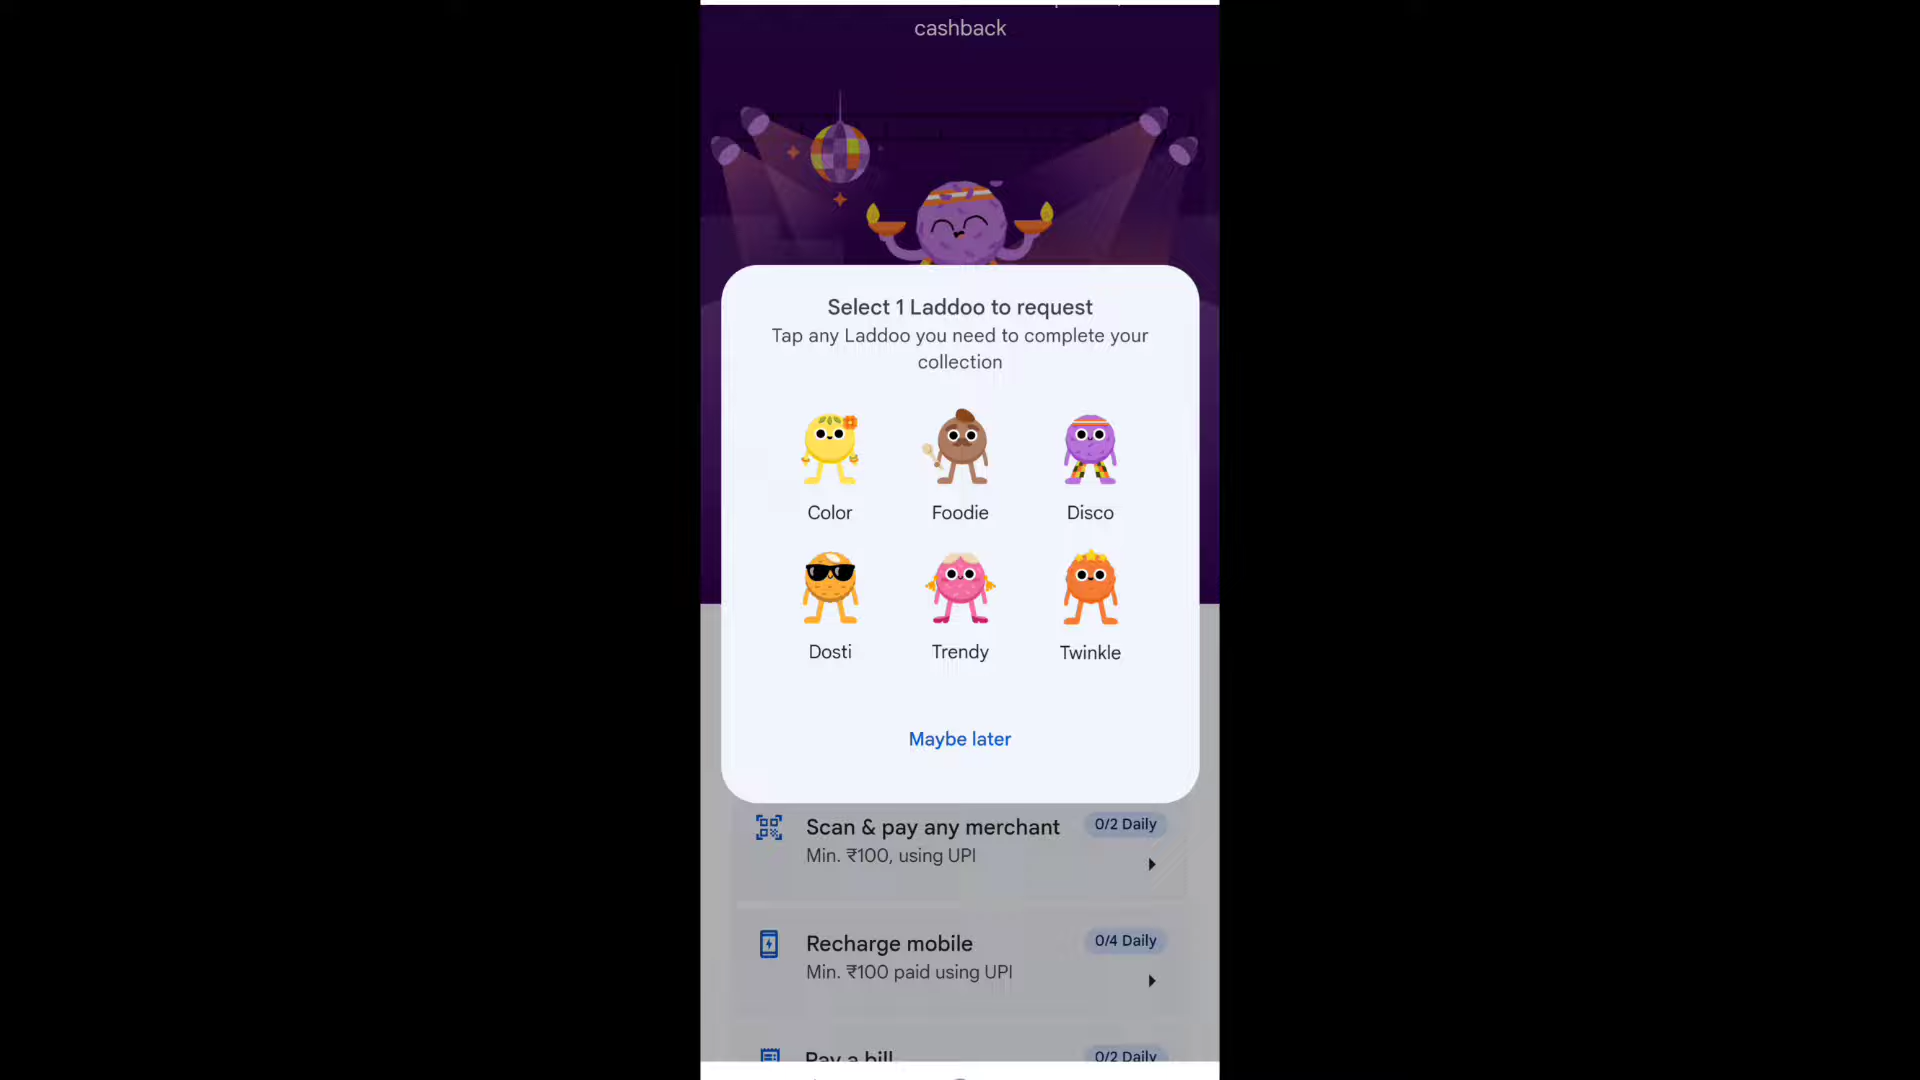 cashback
Select 1 Laddoo to request
Tap any Laddoo you need to complete your
collection
Color
Foodie
Disco
Dosti
Trendy
Twinkle
Maybe later
Scan & pay any merchant
0/2 Daily
Min. ₹100, using UPI
Recharge mobile
0/4 Daily
Min. ₹100 paid using UPI
Pay a bill
0/2 Daily